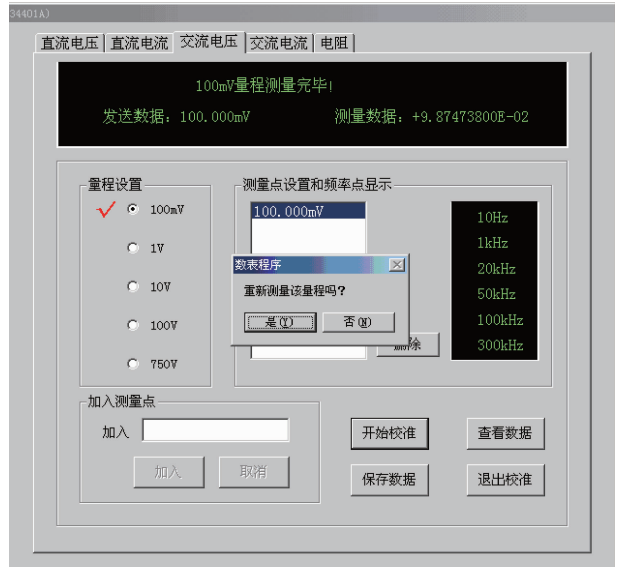 34401A)
直流电压 直流电流 交流电压 交流电流 电阻
100mV量程测量完毕!
发送数据: 100.000mV 测量数据: +9.87473800E-02
量程设置
100mV
1V
10V
100V
750V
测量点设置和频率点显示
100.000mV
10Hz
1kHz
20kHz
50kHz
100kHz
300kHz
数表程序
重新测量该量程吗?
是(Y) 否(N)
删除
加入测量点
加入
加入 取消
开始校准 查看数据
保存数据 退出校准